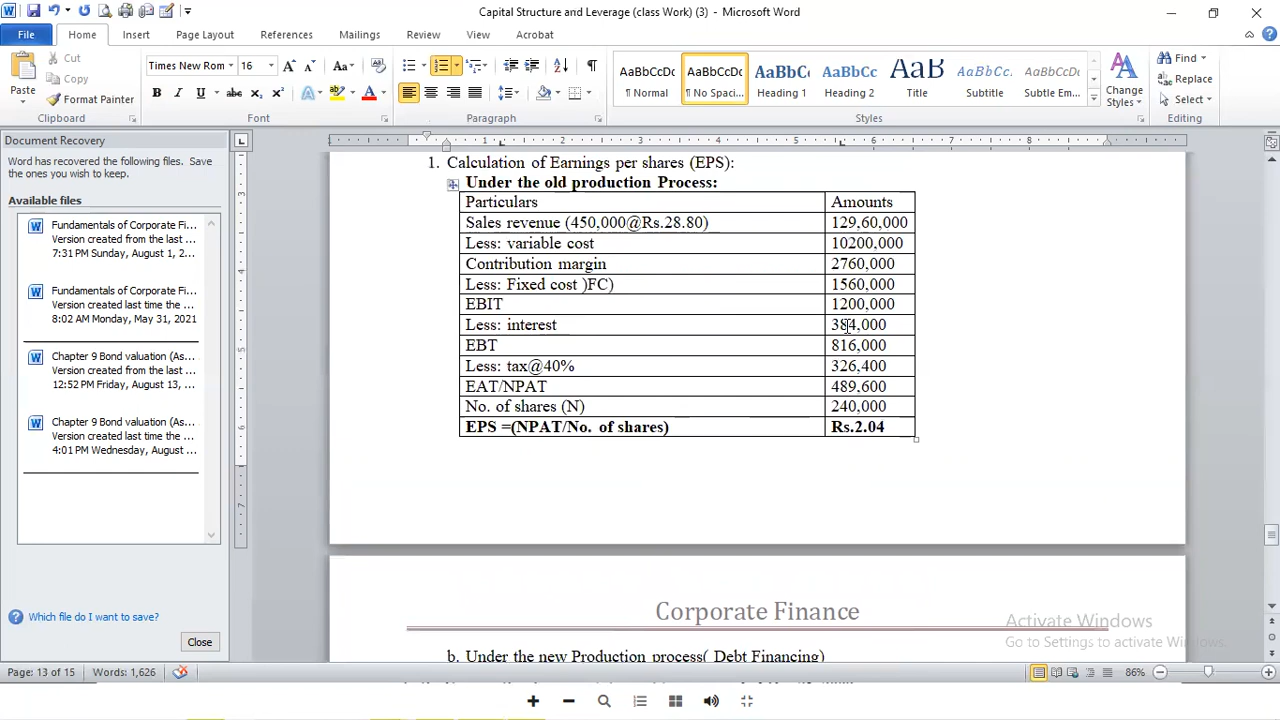 Capital Structure and Leverage (class Work) (3) - Microsoft Word
File Home Insert Page Layout References Mailings Review View Acrobat
Cut
Copy
Format Painter
Paste
Clipboard
Times New Rom 16
Font
Paragraph
AaBbCcDc AaBbCcDc AaBbCc AaBbCc AaB AaBbCcL AaBbCcDc
¶ Normal ¶ No Spaci... Heading 1 Heading 2 Title Subtitle Subtle Em...
Change Styles
Styles
Find
Replace
Select
Editing
Document Recovery
Word has recovered the following files. Save the ones you wish to keep.
Available files
Fundamentals of Corporate Fi...
Version created from the last ...
7:31 PM Sunday, August 1, 2...
Fundamentals of Corporate Fi...
Version created last time the ...
8:02 AM Monday, May 31, 2021
Chapter 9 Bond valuation (As...
Version created from the last ...
12:52 PM Friday, August 13, ...
Chapter 9 Bond valuation (As...
Version created last time the ...
4:01 PM Wednesday, August ...
Which file do I want to save?
Close
1. Calculation of Earnings per shares (EPS):
Under the old production Process:
Particulars Amounts
Sales revenue (450,000@Rs.28.80) 129,60,000
Less: variable cost 10200,000
Contribution margin 2760,000
Less: Fixed cost )FC) 1560,000
EBIT 1200,000
Less: interest 384,000
EBT 816,000
Less: tax@40% 326,400
EAT/NPAT 489,600
No. of shares (N) 240,000
EPS =(NPAT/No. of shares) Rs.2.04
Corporate Finance
b. Under the new Production process( Debt Financing)
Activate Windows
Go to Settings to activate Windows.
Page: 13 of 15 Words: 1,626 86%